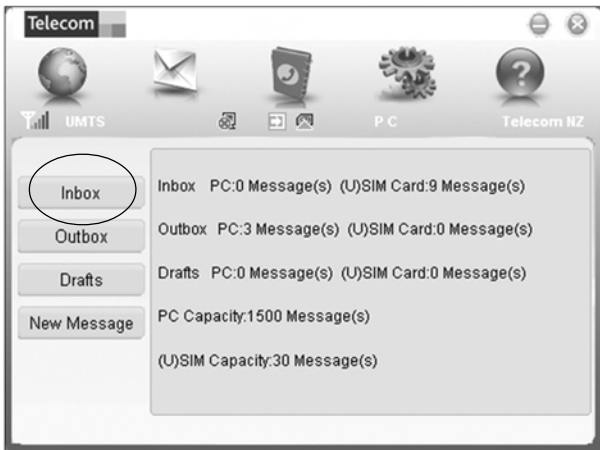 Telecom
?
UMTS PC Telecom NZ
Inbox
Inbox PC:0 Message(s) (U)SIM Card:9 Message(s)
Outbox
Outbox PC:3 Message(s) (U)SIM Card:0 Message(s)
Drafts
Drafts PC:0 Message(s) (U)SIM Card:0 Message(s)
New Message
PC Capacity:1500 Message(s)
(U)SIM Capacity:30 Message(s)